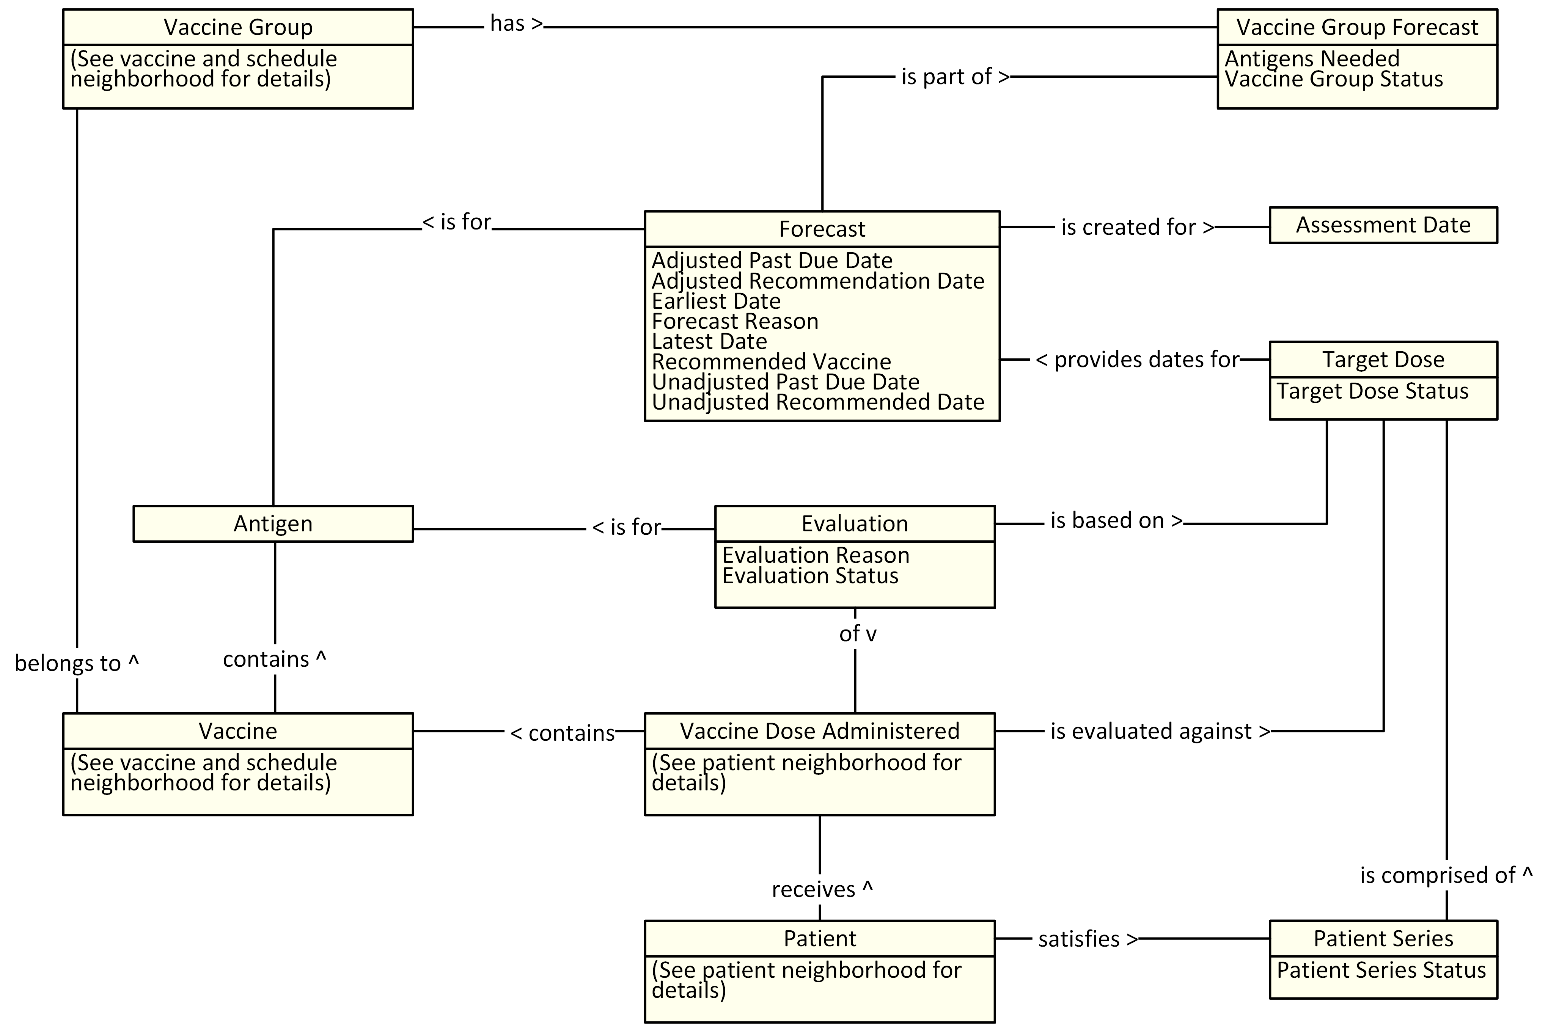 Vaccine Group
(See vaccine and schedule
neighborhood for details)
has >
Vaccine Group Forecast
Antigens Needed
Vaccine Group Status
is part of >
< is for
Forecast
Adjusted Past Due Date
Adjusted Recommendation Date
Earliest Date
Forecast Reason
Latest Date
Recommended Vaccine
Unadjusted Past Due Date
Unadjusted Recommended Date
is created for >
Assessment Date
< provides dates for
Target Dose
Target Dose Status
Antigen
< is for
Evaluation
Evaluation Reason
Evaluation Status
is based on >
of v
belongs to ^
contains ^
Vaccine
(See vaccine and schedule
neighborhood for details)
< contains
Vaccine Dose Administered
(See patient neighborhood for
details)
is evaluated against >
receives ^
is comprised of ^
Patient
(See patient neighborhood for
details)
satisfies >
Patient Series
Patient Series Status